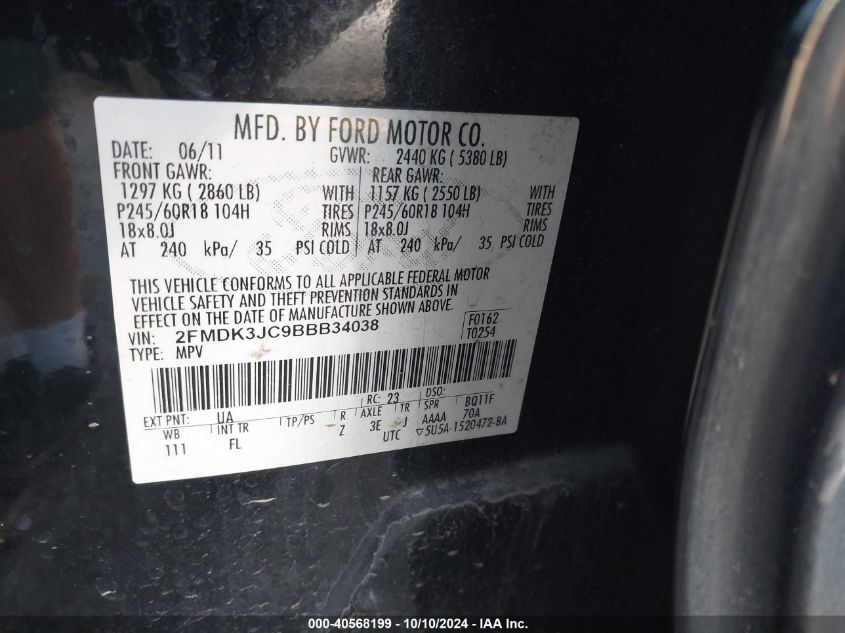 MFD. BY FORD MOTOR CO.
DATE: 06/11 GVWR: 2440 KG ( 5380 LB)
FRONT GAWR: REAR GAWR:
1297 KG ( 2860 LB) WITH 1157 KG ( 2550 LB) WITH
P245/60R18 104H TIRES P245/60R18 104H TIRES
18x8.0J RIMS 18x8.0J RIMS
AT 240 kPa/ 35 PSI COLD AT 240 kPa/ 35 PSI COLD
THIS VEHICLE CONFORMS TO ALL APPLICABLE FEDERAL MOTOR
VEHICLE SAFETY AND THEFT PREVENTION STANDARDS IN
EFFECT ON THE DATE OF MANUFACTURE SHOWN ABOVE.
VIN: 2FMDK3JC9BBB34038 F0162
TYPE: MPV T0254
EXT PNT: UA RC: 23 DSO: BQ11F
WB INT TR TP/PS R AXLE TR SPR 70A
111 FL Z 3E J AAAA
UTC ▽5U5A-1520472-BA
000-40568199 - 10/10/2024 - IAA Inc.